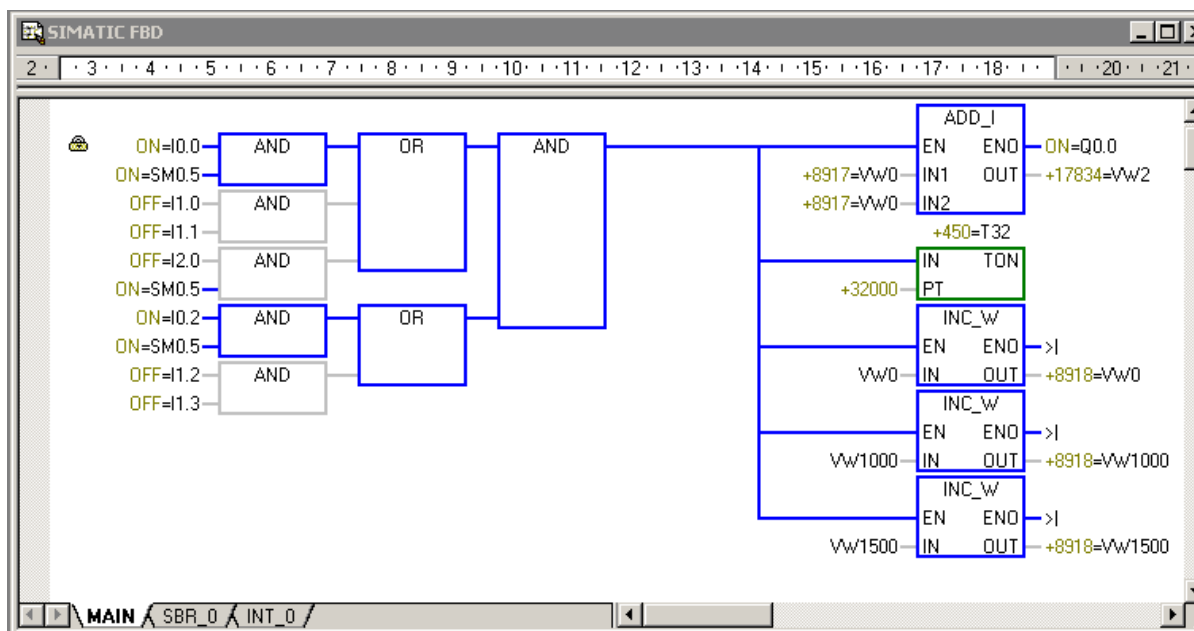 SIMATIC FBD
2 · 3 · 4 · 5 · 6 · 7 · 8 · 9 · 10 · 11 · 12 · 13 · 14 · 15 · 16 · 17 · 18 · 20 · 21 ·
ADD_I
ON=I0.0 AND OR AND EN ENO ON=Q0.0
ON=SM0.5 +8917=VW0 IN1 OUT +17834=VW2
OFF=I1.0 AND +8917=VW0 IN2
OFF=I1.1 +450=T32
OFF=I2.0 AND IN TON
ON=SM0.5 +32000 PT
ON=I0.2 AND OR INC_W
ON=SM0.5 EN ENO >|
OFF=I1.2 AND VW0 IN OUT +8918=VW0
OFF=I1.3 INC_W
EN ENO >|
VW1000 IN OUT +8918=VW1000
INC_W
EN ENO >|
VW1500 IN OUT +8918=VW1500
MAIN SBR_0 INT_0